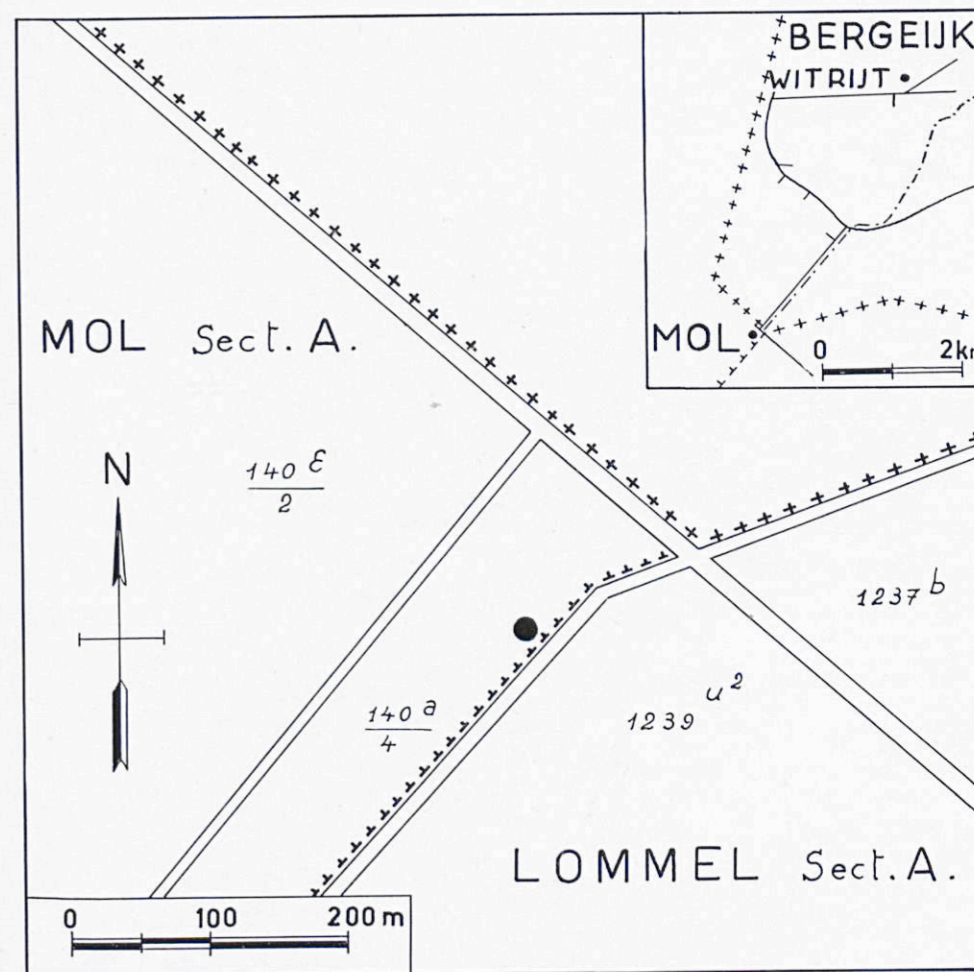 BERGEIJK
WITRIJT
MOL
0 2km
MOL Sect. A.
N
140 ε
2
1237 b
140 a
4
1239 u²
LOMMEL Sect. A.
0 100 200 m